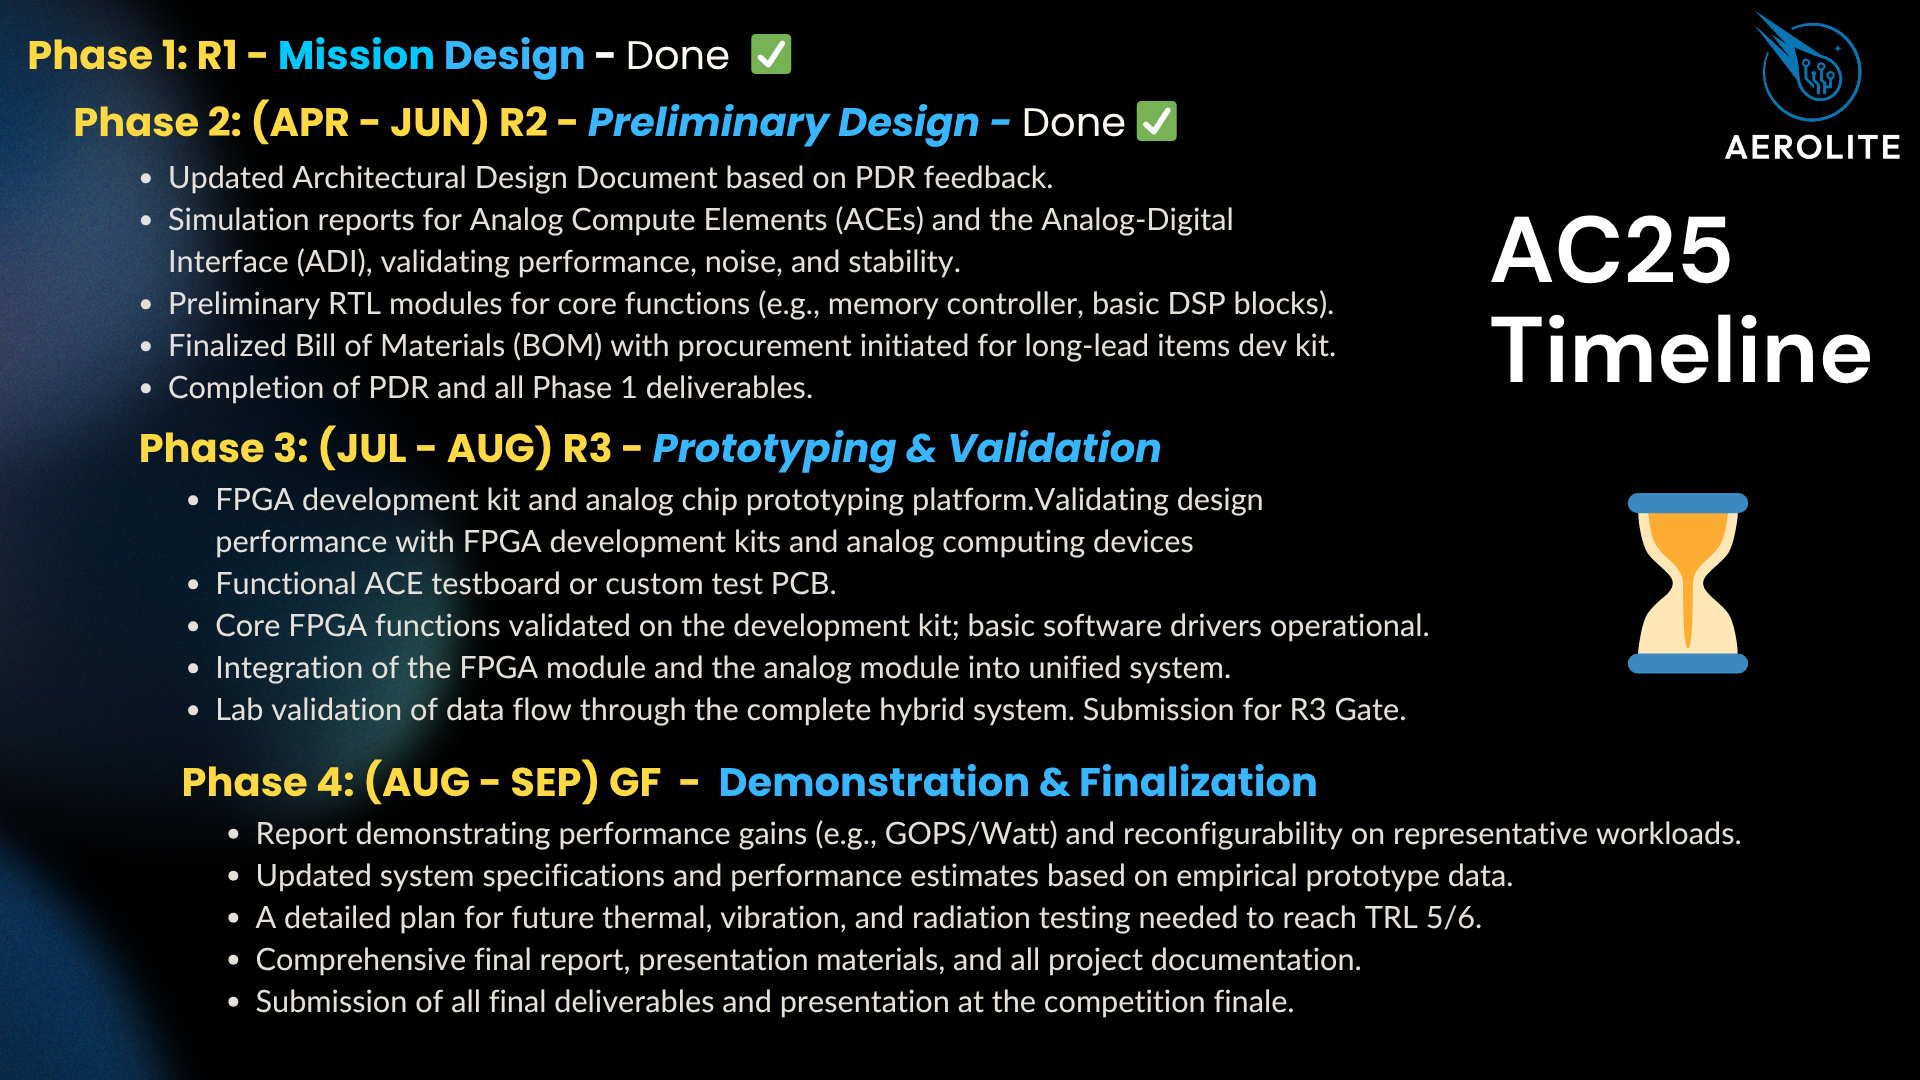 Phase 1: R1 - Mission Design - Done ✅
Phase 2: (APR - JUN) R2 - Preliminary Design - Done ✅
• Updated Architectural Design Document based on PDR feedback.
• Simulation reports for Analog Compute Elements (ACEs) and the Analog-Digital
Interface (ADI), validating performance, noise, and stability.
• Preliminary RTL modules for core functions (e.g., memory controller, basic DSP blocks).
• Finalized Bill of Materials (BOM) with procurement initiated for long-lead items dev kit.
• Completion of PDR and all Phase 1 deliverables.
Phase 3: (JUL - AUG) R3 - Prototyping & Validation
• FPGA development kit and analog chip prototyping platform.Validating design
performance with FPGA development kits and analog computing devices
• Functional ACE testboard or custom test PCB.
• Core FPGA functions validated on the development kit; basic software drivers operational.
• Integration of the FPGA module and the analog module into unified system.
• Lab validation of data flow through the complete hybrid system. Submission for R3 Gate.
Phase 4: (AUG - SEP) GF - Demonstration & Finalization
• Report demonstrating performance gains (e.g., GOPS/Watt) and reconfigurability on representative workloads.
• Updated system specifications and performance estimates based on empirical prototype data.
• A detailed plan for future thermal, vibration, and radiation testing needed to reach TRL 5/6.
• Comprehensive final report, presentation materials, and all project documentation.
• Submission of all final deliverables and presentation at the competition finale.
AEROLITE
AC25
Timeline